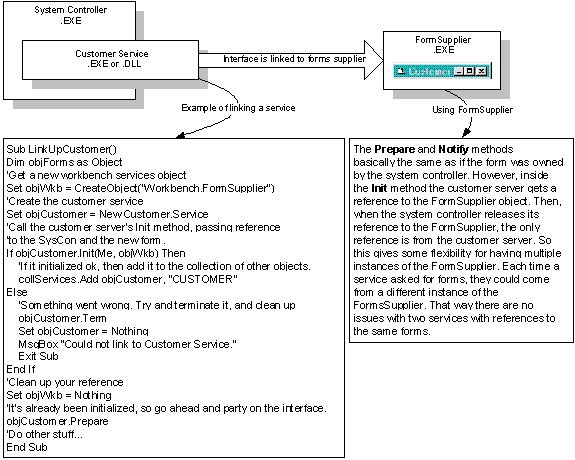 System Controller
.EXE
Customer Service
.EXE or .DLL
Interface is linked to forms supplier
FormSupplier
.EXE
Customer
Example of linking a service
Using FormSupplier
Sub LinkUpCustomer()
Dim objForms as Object
'Get a new workbench services object
Set objWkb = CreateObject("Workbench.FormSupplier")
'Create the customer service
Set objCustomer = New Customer.Service
'Call the customer server's Init method, passing reference
'to the SysCon and the new form.
If objCustomer.Init(Me, objWkb) Then
'If it initialized ok, then add it to the collection of other objects.
collServices.Add objCustomer, "CUSTOMER"
Else
'Something went wrong. Try and terminate it, and clean up
objCustomer.Term
Set objCustomer = Nothing
MsgBox "Could not link to Customer Service."
Exit Sub
End If
'Clean up your reference
Set objWkb = Nothing
'It's already been initialized, so go ahead and party on the interface.
objCustomer.Prepare
'Do other stuff...
End Sub
The Prepare and Notify methods
basically the same as if the form was owned
by the system controller. However, inside
the Init method the customer server gets a
reference to the FormSupplier object. Then,
when the system controller releases its
reference to the FormSupplier, the only
reference is from the customer server. So
this gives some flexibility for having multiple
instances of the FormSupplier. Each time a
service asked for forms, they could come
from a different instance of the
FormsSupplier. That way there are no
issues with two services with references to
the same forms.